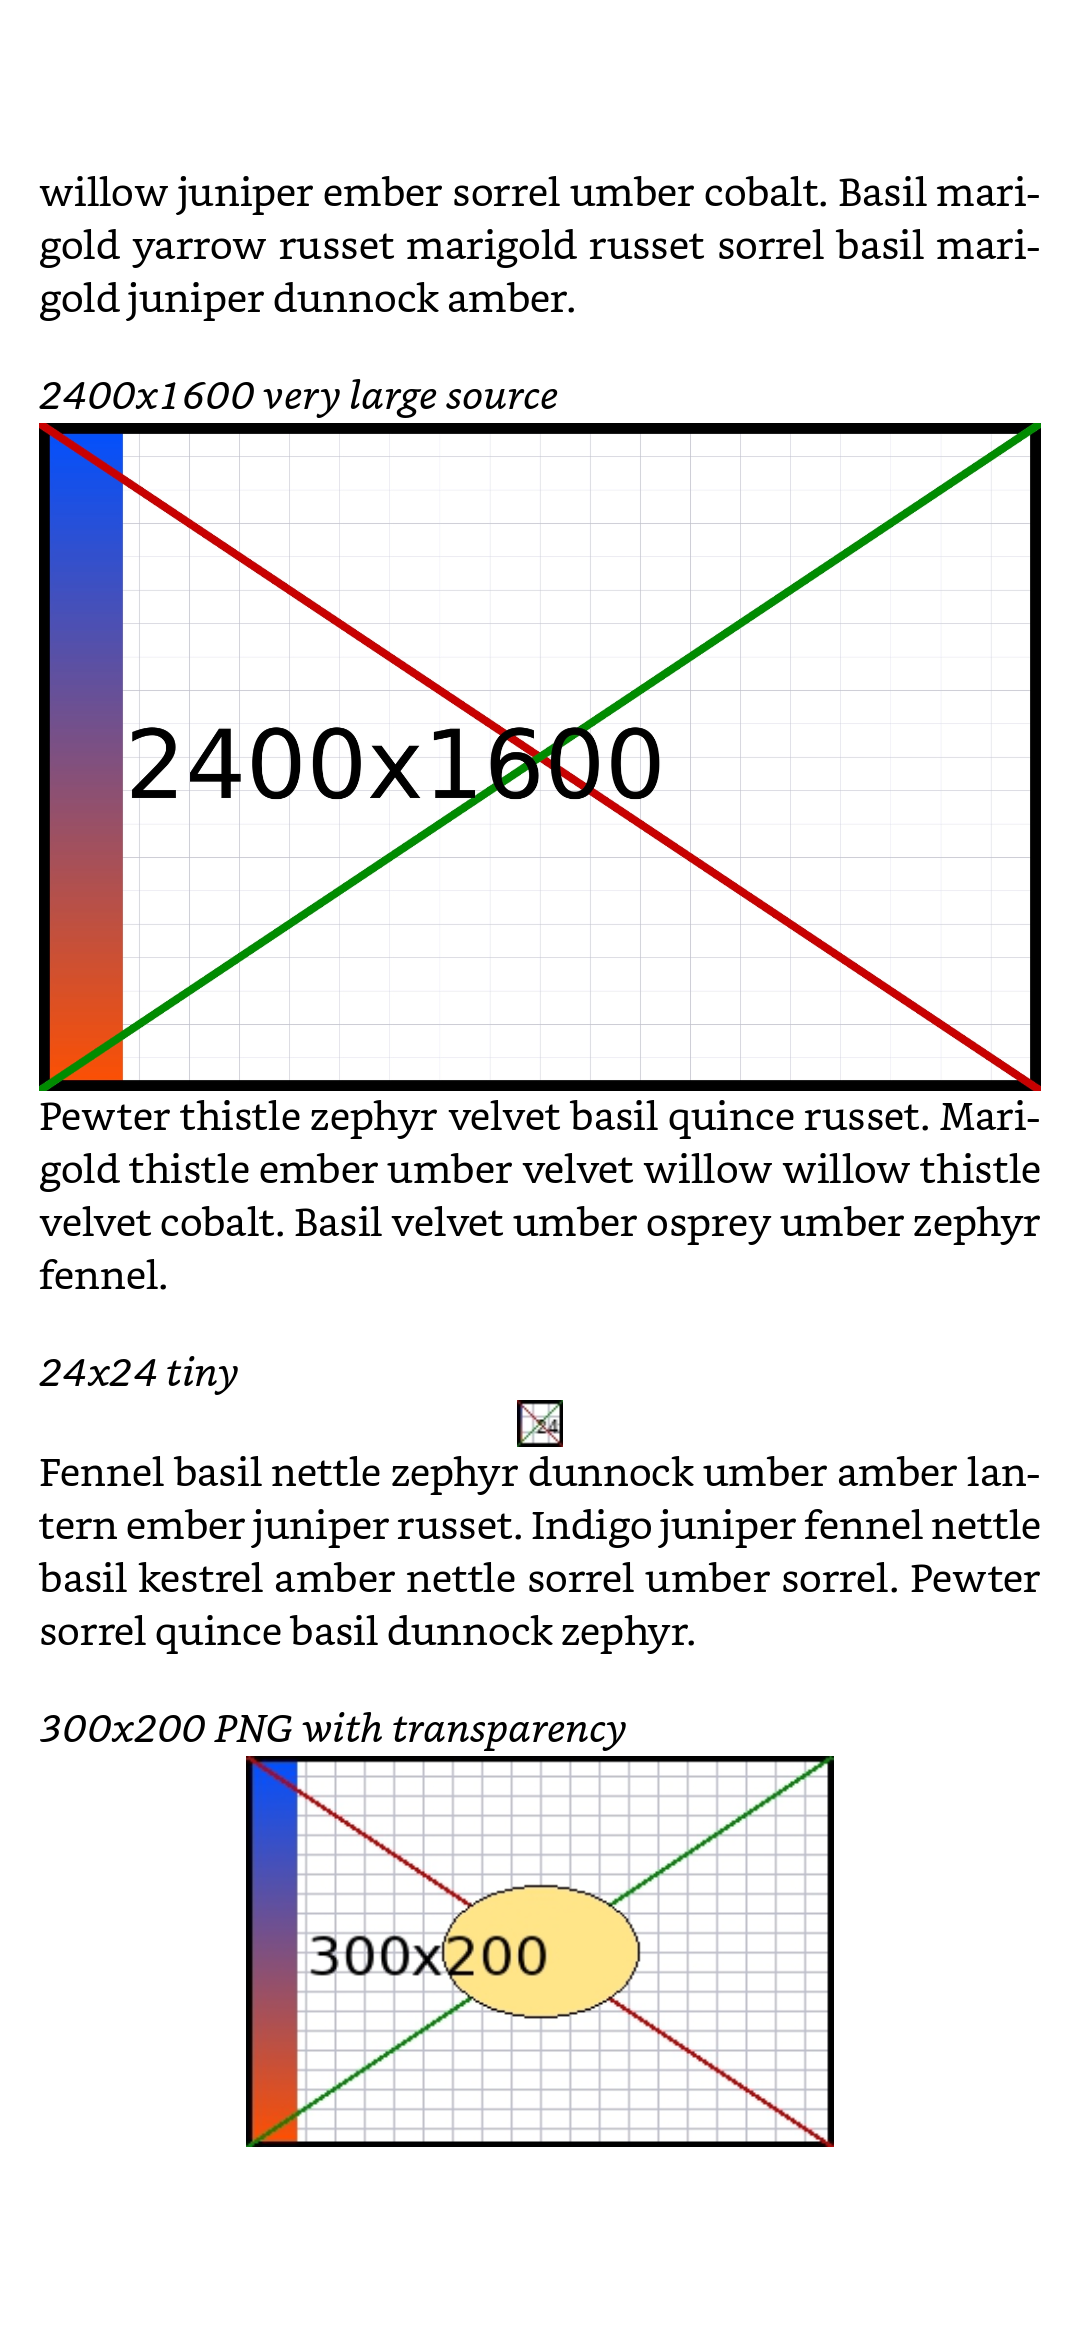 willow juniper ember sorrel umber cobalt. Basil mari-
gold yarrow russet marigold russet sorrel basil mari-
gold juniper dunnock amber.
2400x1600 very large source
2400x1600
Pewter thistle zephyr velvet basil quince russet. Mari-
gold thistle ember umber velvet willow willow thistle
velvet cobalt. Basil velvet umber osprey umber zephyr
fennel.
24x24 tiny
24
Fennel basil nettle zephyr dunnock umber amber lan-
tern ember juniper russet. Indigo juniper fennel nettle
basil kestrel amber nettle sorrel umber sorrel. Pewter
sorrel quince basil dunnock zephyr.
300x200 PNG with transparency
300x200